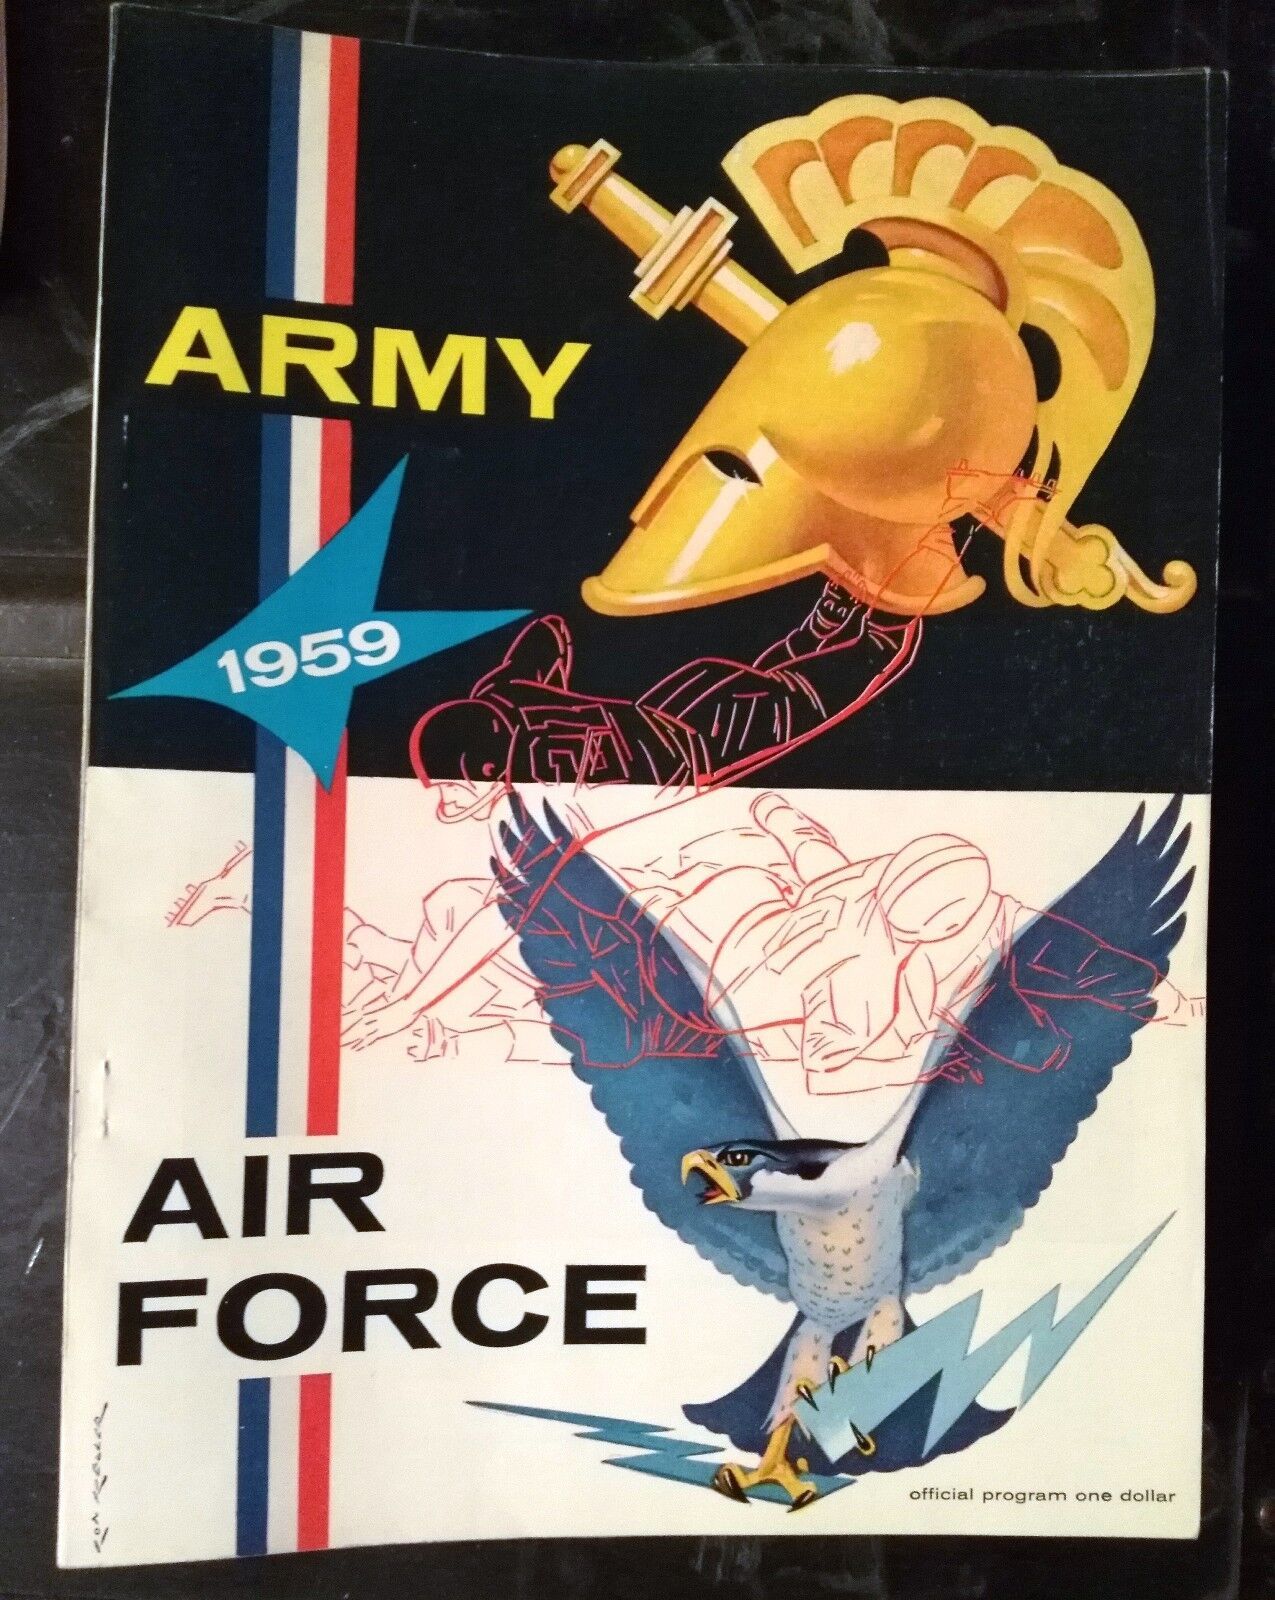 ARMY
1959
AIR
FORCE
official program one dollar